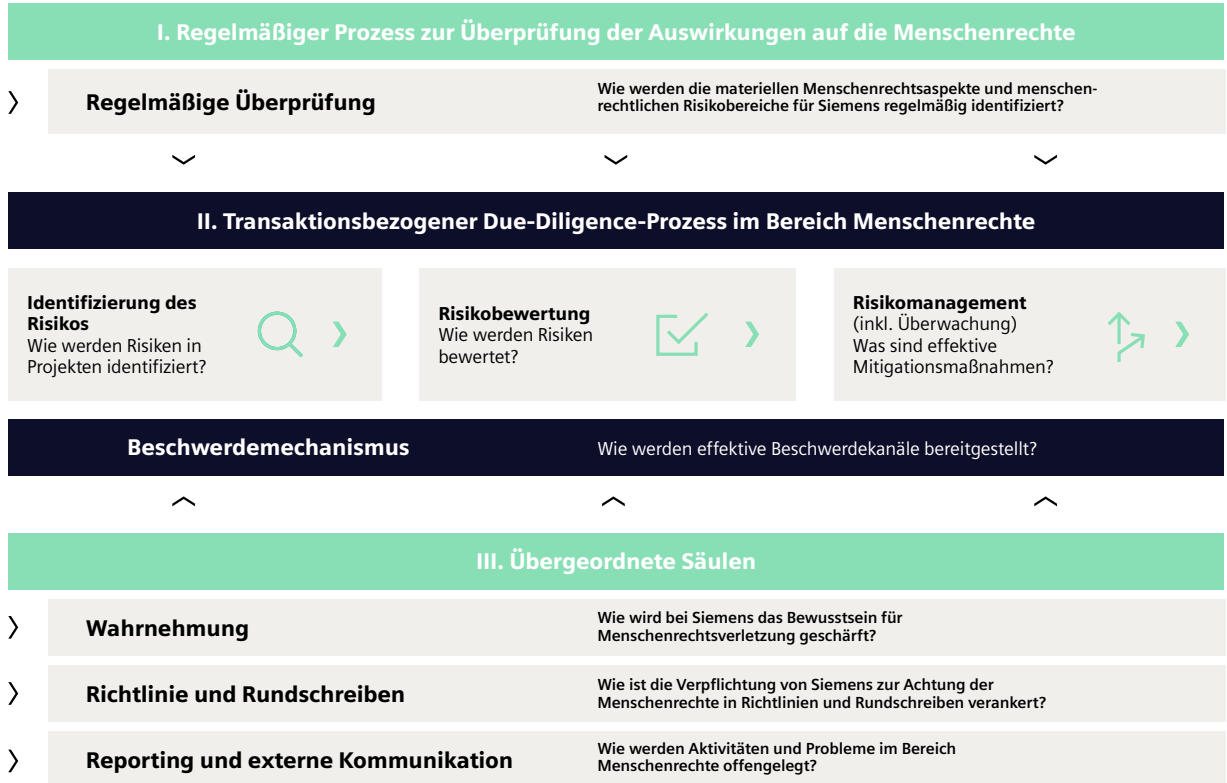 I. Regelmäßiger Prozess zur Überprüfung der Auswirkungen auf die Menschenrechte
Regelmäßige Überprüfung
Wie werden die materiellen Menschenrechtsaspekte und menschen-
rechtlichen Risikobereiche für Siemens regelmäßig identifiziert?
II. Transaktionsbezogener Due-Diligence-Prozess im Bereich Menschenrechte
Identifizierung des
Risikos
Wie werden Risiken in
Projekten identifiziert?
Risikobewertung
Wie werden Risiken
bewertet?
Risikomanagement
(inkl. Überwachung)
Was sind effektive
Mitigationsmaßnahmen?
Beschwerdemechanismus
Wie werden effektive Beschwerdekanäle bereitgestellt?
III. Übergeordnete Säulen
Wahrnehmung
Wie wird bei Siemens das Bewusstsein für
Menschenrechtsverletzung geschärft?
Richtlinie und Rundschreiben
Wie ist die Verpflichtung von Siemens zur Achtung der
Menschenrechte in Richtlinien und Rundschreiben verankert?
Reporting und externe Kommunikation
Wie werden Aktivitäten und Probleme im Bereich
Menschenrechte offengelegt?